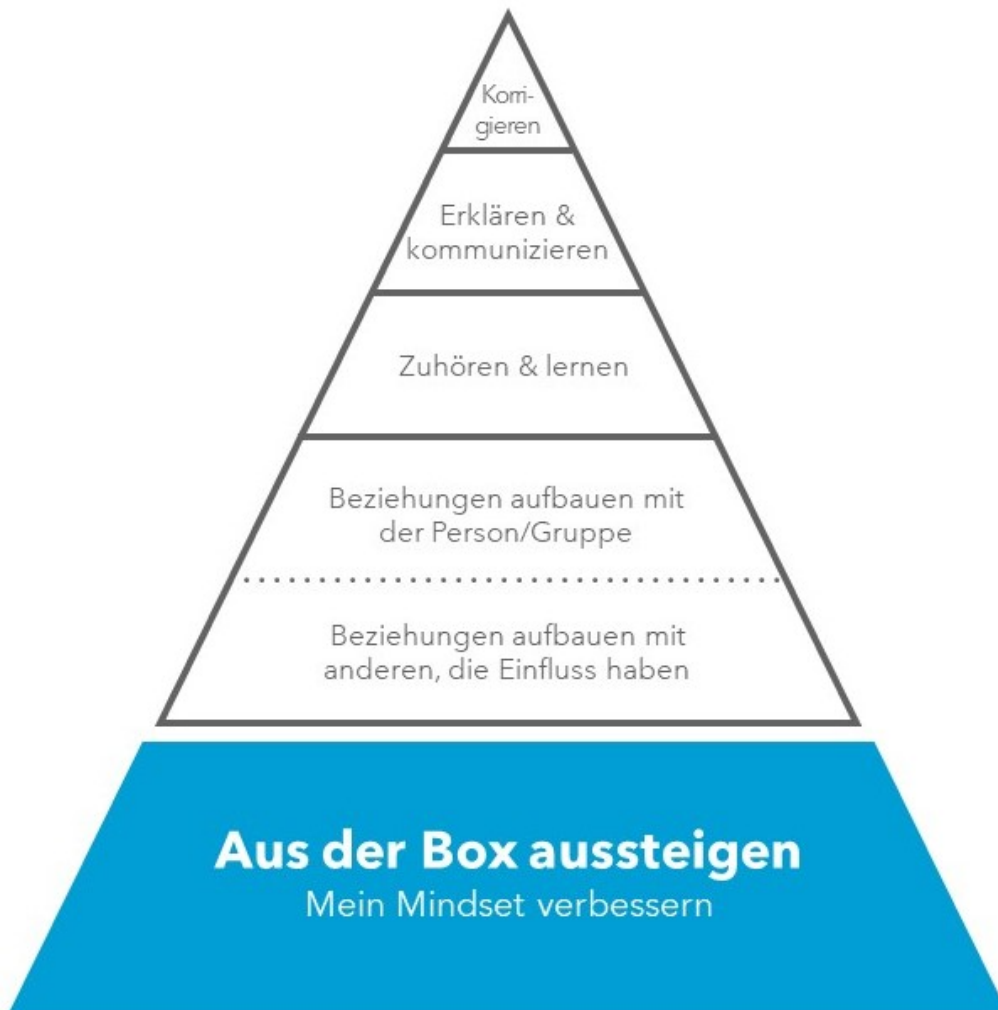 Korri-
gieren
Erklären &
kommunizieren
Zuhören & lernen
Beziehungen aufbauen mit
der Person/Gruppe
Beziehungen aufbauen mit
anderen, die Einfluss haben
Aus der Box aussteigen
Mein Mindset verbessern